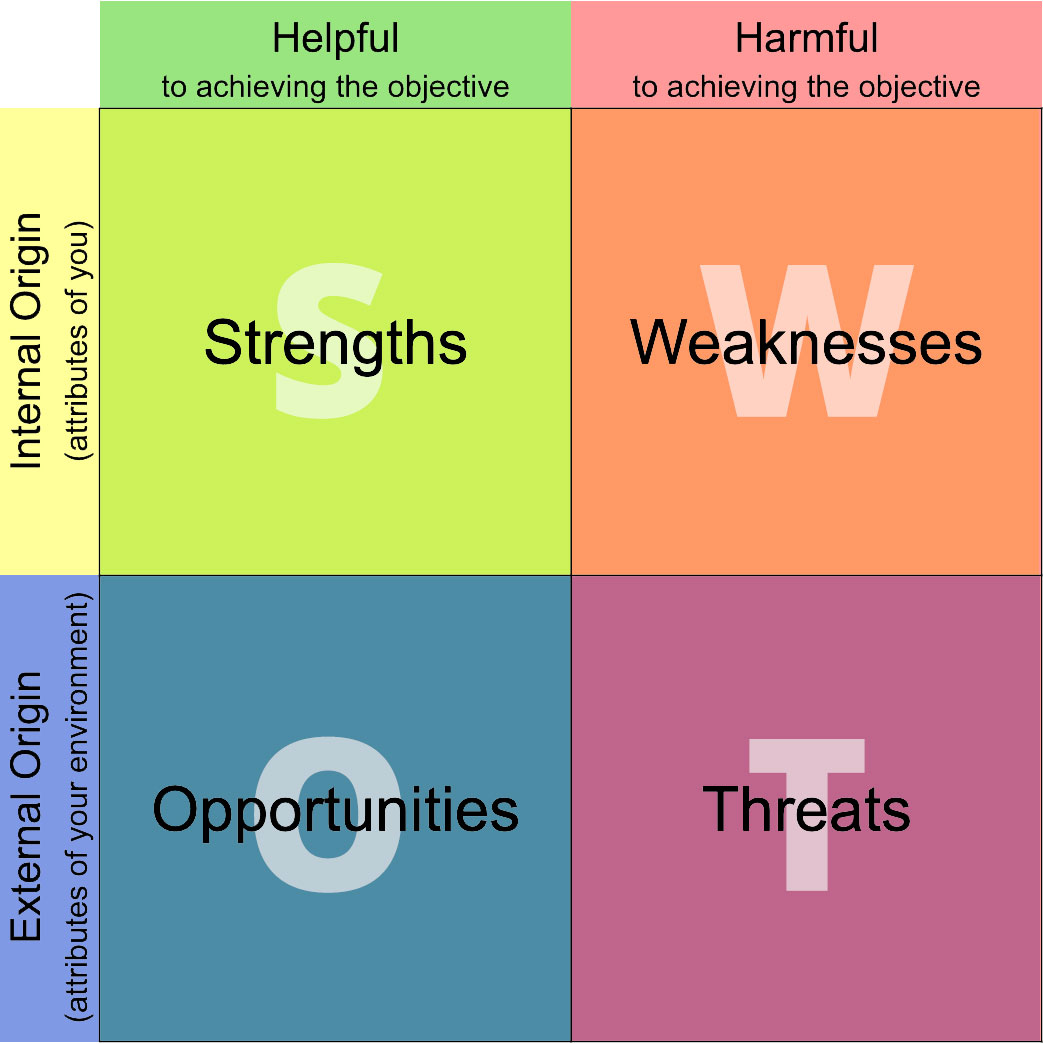 Helpful
to achieving the objective
Harmful
to achieving the objective
Internal Origin
(attributes of you)
S
Strengths
W
Weaknesses
External Origin
(attributes of your environment)
O
Opportunities
T
Threats